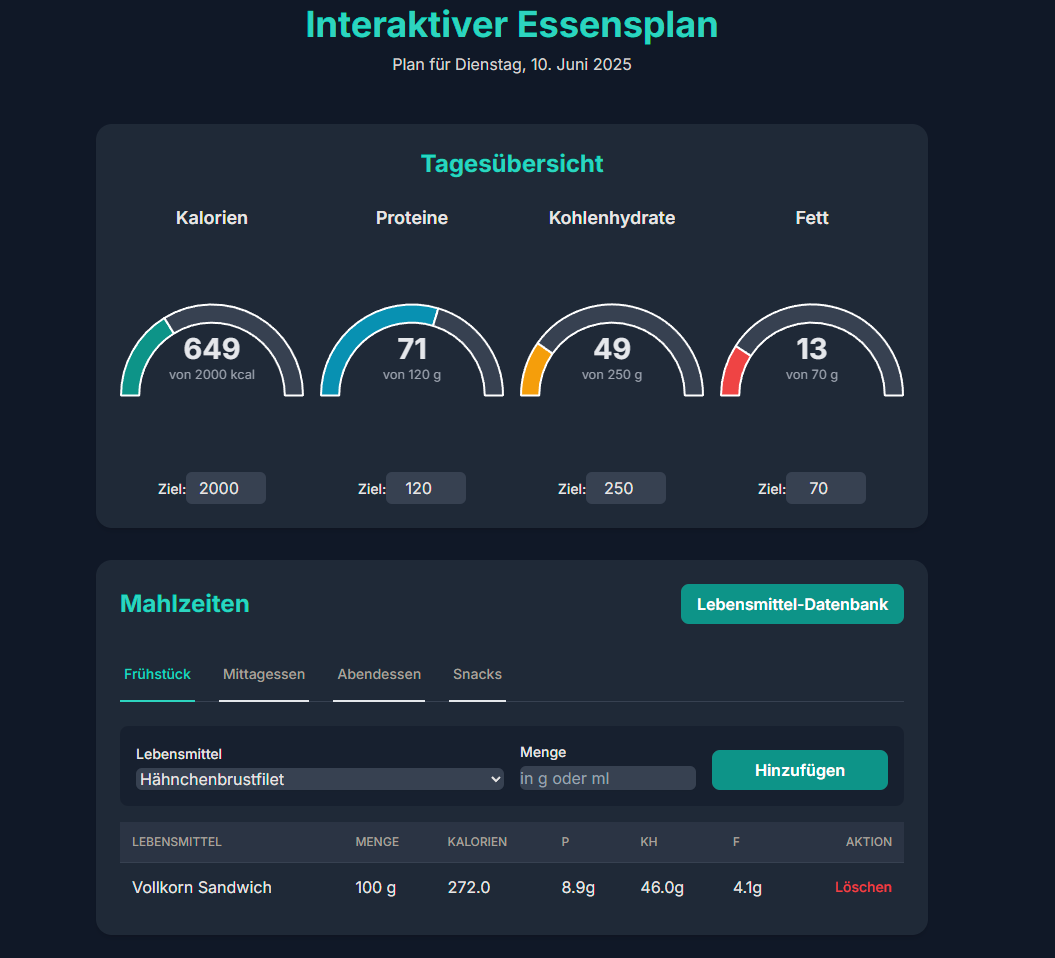 Interaktiver Essensplan
Plan für Dienstag, 10. Juni 2025
Tagesübersicht
Kalorien Proteine Kohlenhydrate Fett
649 71 49 13
von 2000 kcal von 120 g von 250 g von 70 g
Ziel: 2000 Ziel: 120 Ziel: 250 Ziel: 70
Mahlzeiten Lebensmittel-Datenbank
Frühstück Mittagessen Abendessen Snacks
Lebensmittel Menge
Hähnchenbrustfilet in g oder ml Hinzufügen
LEBENSMITTEL MENGE KALORIEN P KH F AKTION
Vollkorn Sandwich 100 g 272.0 8.9g 46.0g 4.1g Löschen